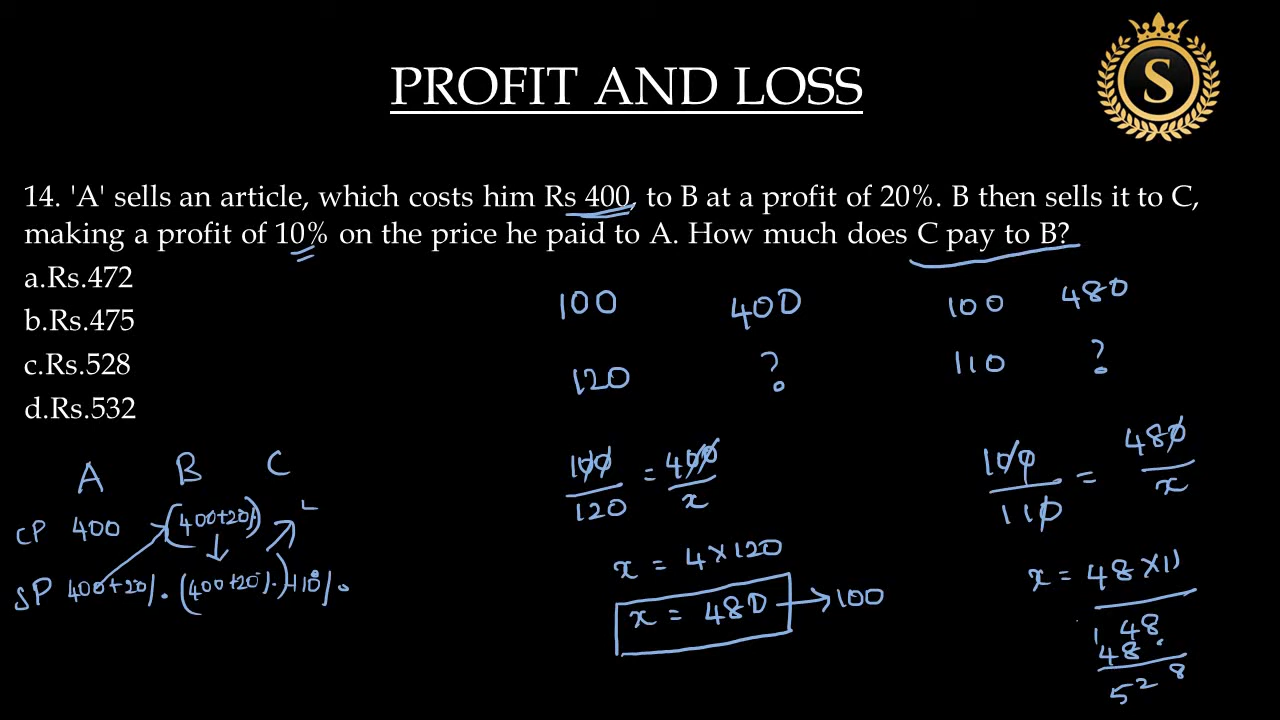 PROFIT AND LOSS
S
14. 'A' sells an article, which costs him Rs 400, to B at a profit of 20%. B then sells it to C,
making a profit of 10% on the price he paid to A. How much does C pay to B?
a.Rs.472
b.Rs.475
c.Rs.528
d.Rs.532
A B C
CP 400 (400+20%)
SP 400+20%. (400+20%)+10%.
100 400
120 ?
100/120 = 400/x
x = 4×120
x = 480 → 100
100 480
110 ?
100/110 = 480/x
x = 48×11
48
48
528